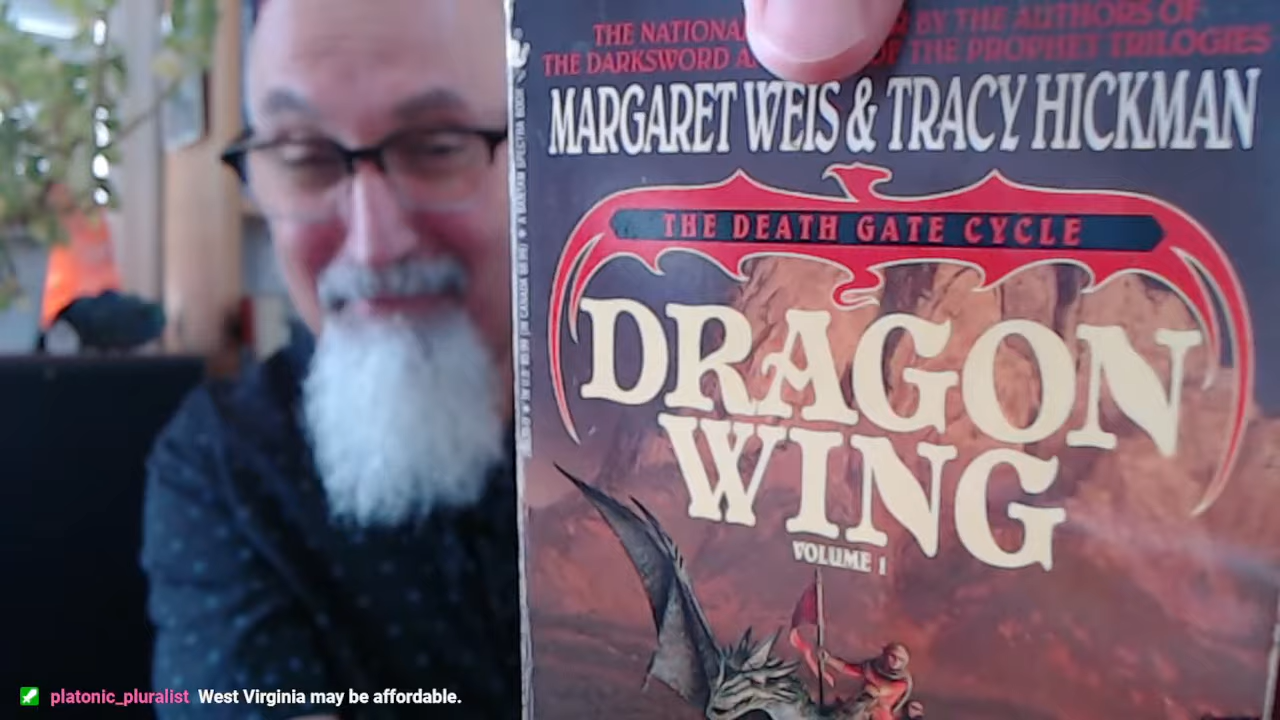 THE NATIONAL BY THE AUTHORS OF
THE DARKSWORD OF THE PROPHET TRILOGIES
MARGARET WEIS & TRACY HICKMAN
THE DEATH GATE CYCLE
DRAGON
WING
VOLUME 1
platonic_pluralist West Virginia may be affordable.